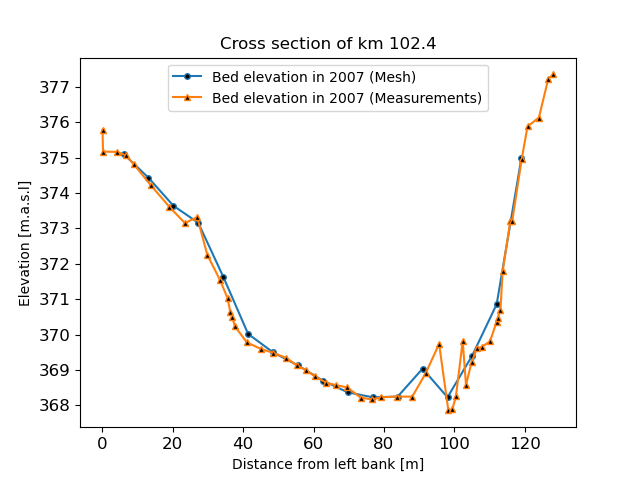 Cross section of km 102.4
Bed elevation in 2007 (Mesh)
Bed elevation in 2007 (Measurements)
Elevation [m.a.s.l]
377
376
375
374
373
372
371
370
369
368
0 20 40 60 80 100 120
Distance from left bank [m]